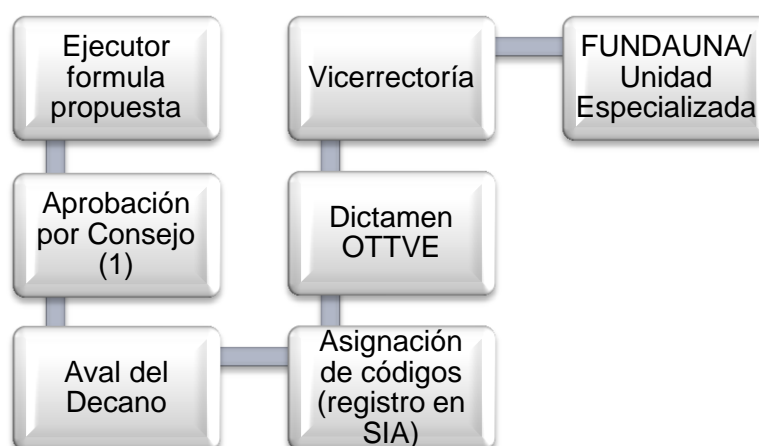 Ejecutor
formula
propuesta
Aprobación
por Consejo
(1)
Aval del
Decano
Asignación
de códigos
(registro en
SIA)
Dictamen
OTTVE
Vicerrectoría
FUNDAUNA/
Unidad
Especializada